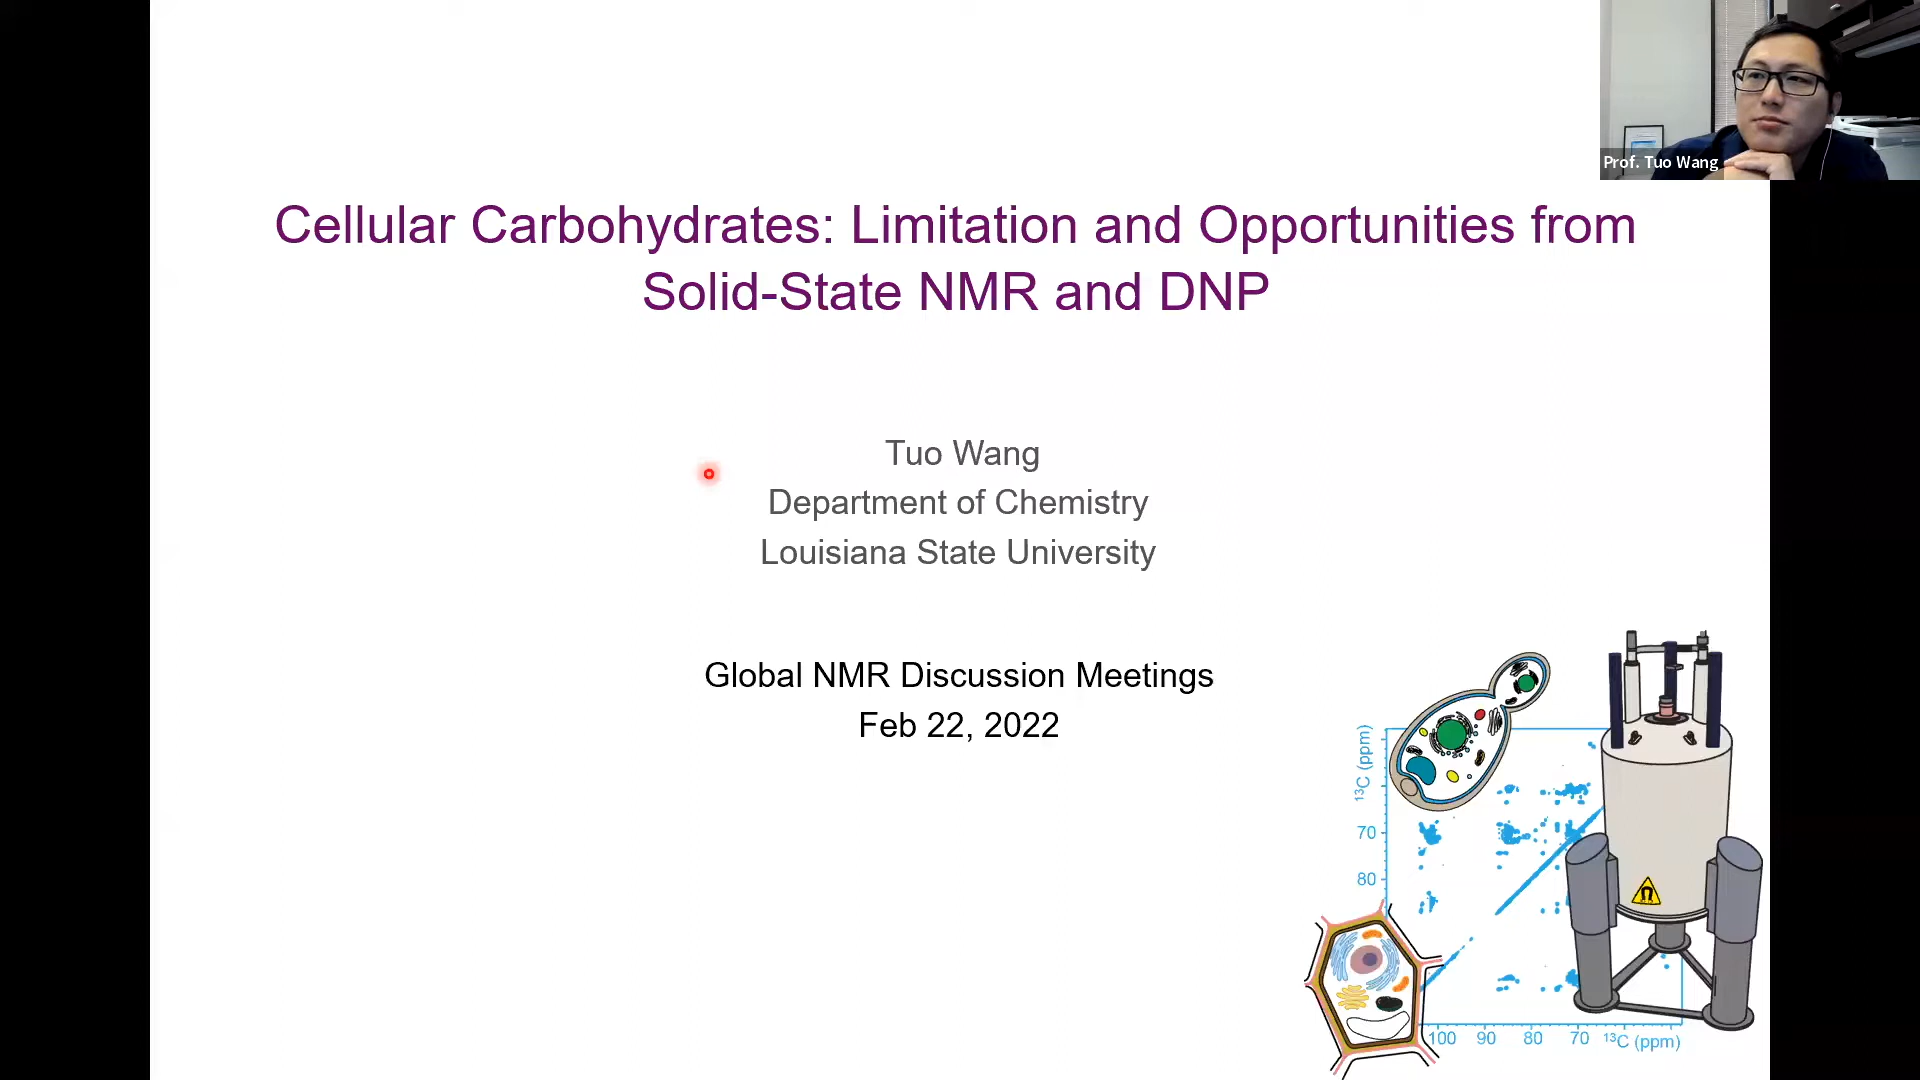 Prof. Tuo Wang
Cellular Carbohydrates: Limitation and Opportunities from
Solid-State NMR and DNP
Tuo Wang
Department of Chemistry
Louisiana State University
Global NMR Discussion Meetings
Feb 22, 2022
¹³C (ppm)
70
80
100 90 80 70 ¹³C (ppm)